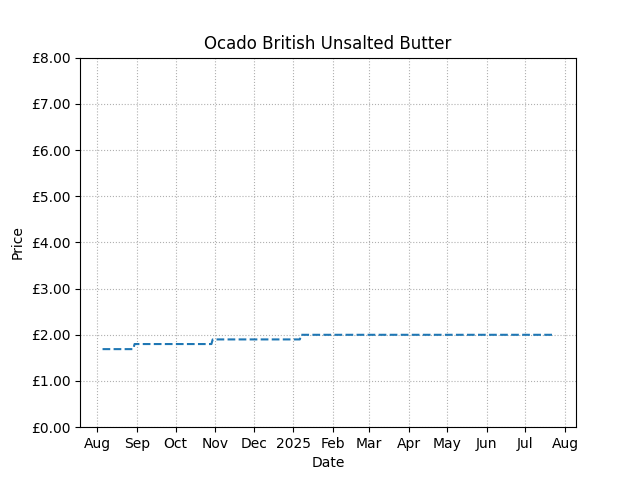 Ocado British Unsalted Butter
£8.00
£7.00
£6.00
£5.00
£4.00
£3.00
£2.00
£1.00
£0.00
Price
Aug Sep Oct Nov Dec 2025 Feb Mar Apr May Jun Jul Aug
Date